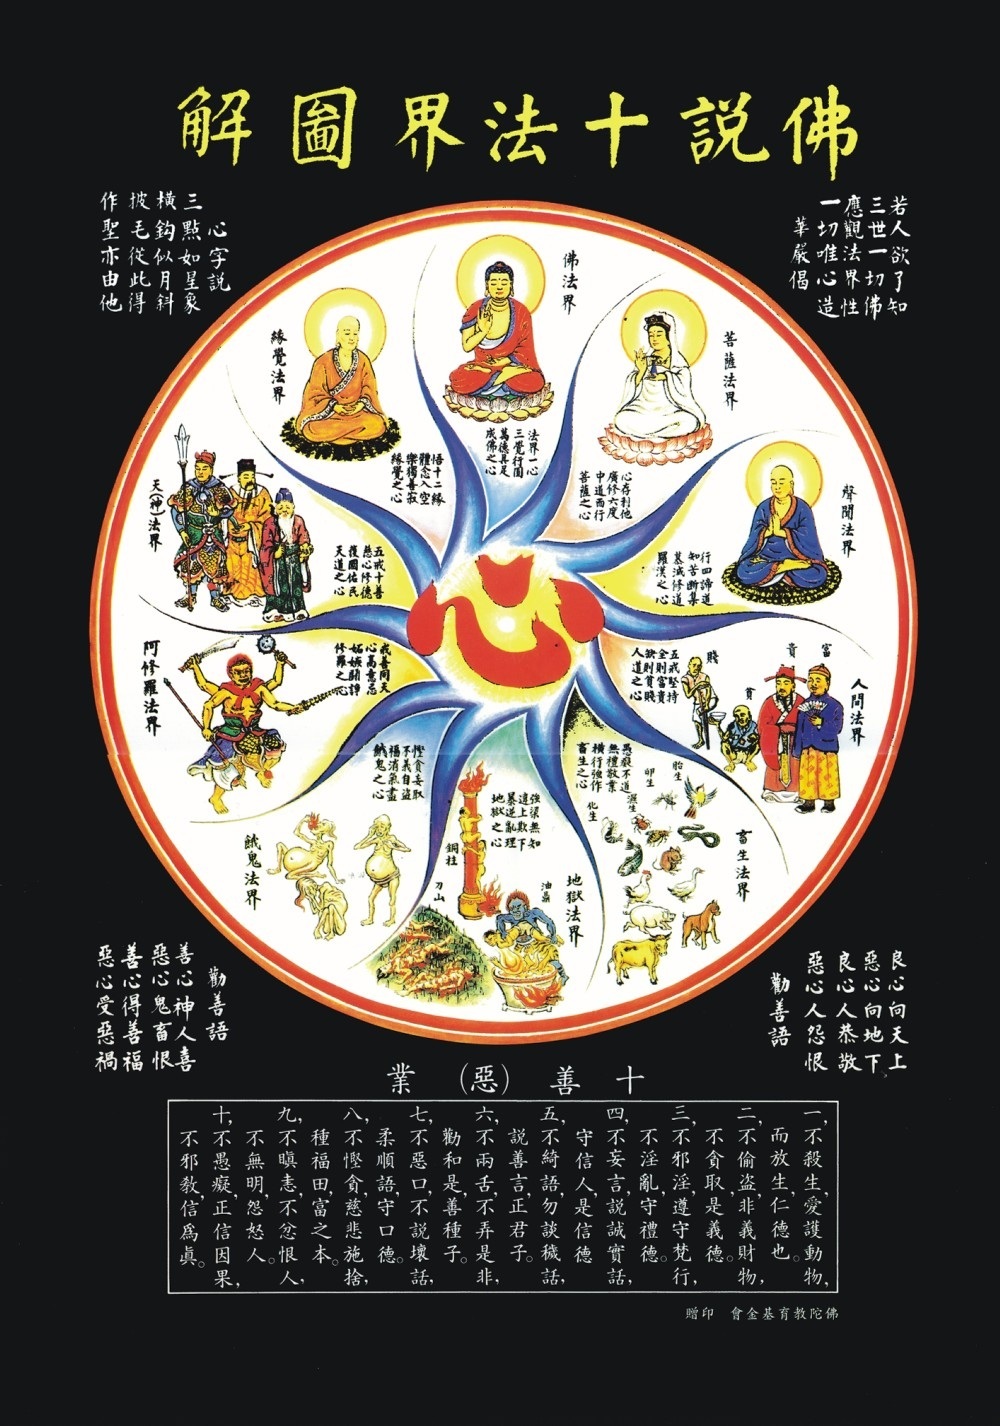 佛說十法界圖解
若人欲了知
三世一切佛
應觀法界性
一切唯心造
華嚴偈
心字說
三點如星象
橫鈎似月斜
披毛從此得
作聖亦由他
佛法界
法界一心
三覺行圓
萬德具足
成佛之心
菩薩法界
心存利他
廣修六度
中道而行
菩薩之心
聲聞法界
行四諦道
知苦斷集
慕滅修道
羅漢之心
人間法界
富
貴
貧
賤
五戒堅持
全則富貴
缺則貧賤
人道之心
畜生法界
胎生
卵生
濕生
化生
愚癡不道
無禮敬業
橫行強作
畜生之心
地獄法界
油鼎
銅柱
刀山
強梁無知
違上欺下
暴逆亂理
地獄之心
餓鬼法界
慳貪妄取
不義自盜
福消氣盡
餓鬼之心
阿修羅法界
戒善同天
心高意忌
妬嫉鬪諍
修羅之心
天(神)法界
五戒十善
慈心修德
護國佑民
天道之心
緣覺法界
悟十二緣
體念入空
樂獨善寂
緣覺之心
心
良心向天上
惡心向地下
良心人恭敬
惡心人怨恨
勸善語
勸善語
善心神人喜
惡心鬼畜恨
善心得善福
惡心受惡禍
十善(惡)業
一、不殺生，愛護動物，
而放生，仁德也。
二、不偷盜，非義財物，
不貪取，是義德。
三、不邪淫，遵守梵行，
不淫亂，守禮德。
四、不妄言，說誠實話，
守信人，是信德
五、不綺語，勿談穢話，
說善言，正君子。
六、不兩舌，不弄是非，
勸和是善種子。
七、不惡口，不說壞話，
柔順語，守口德。
八、不慳貪，慈悲施捨，
種福田，富之本。
九、不瞋恚，不忿恨人，
不無明，怨怒人。
十、不愚癡，正信因果，
不邪教，信爲眞。
佛陀教育基金會　印贈